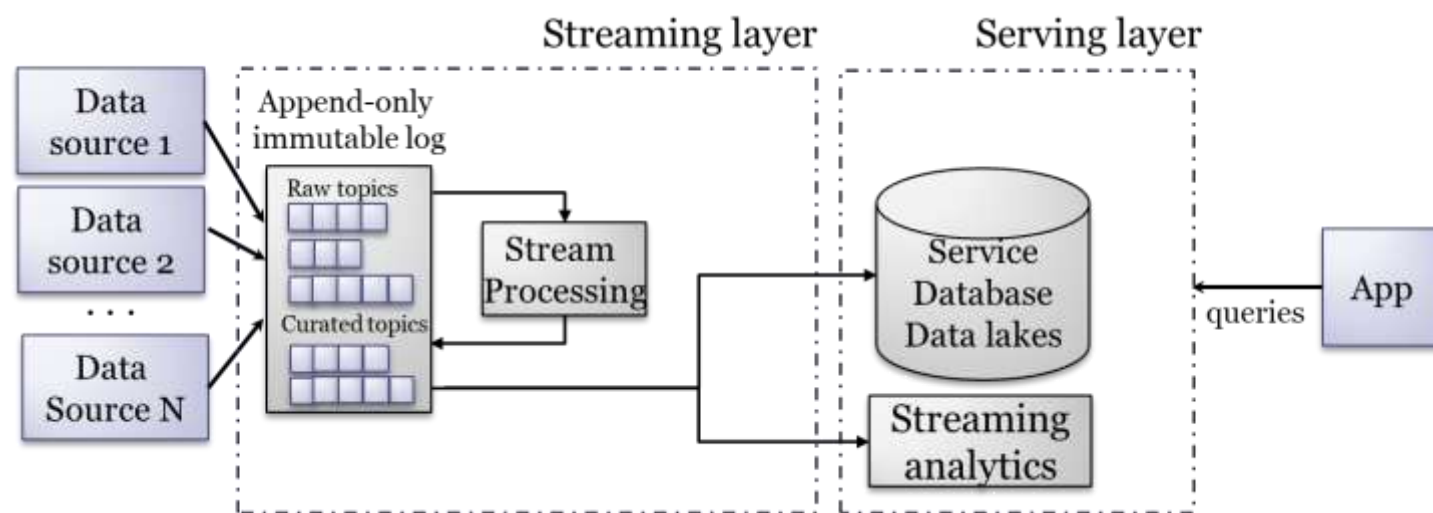 Streaming layer
Serving layer
Data
source 1
Data
source 2
. . .
Data
Source N
Append-only
immutable log
Raw topics
Curated topics
Stream
Processing
Service
Database
Data lakes
Streaming
analytics
queries
App